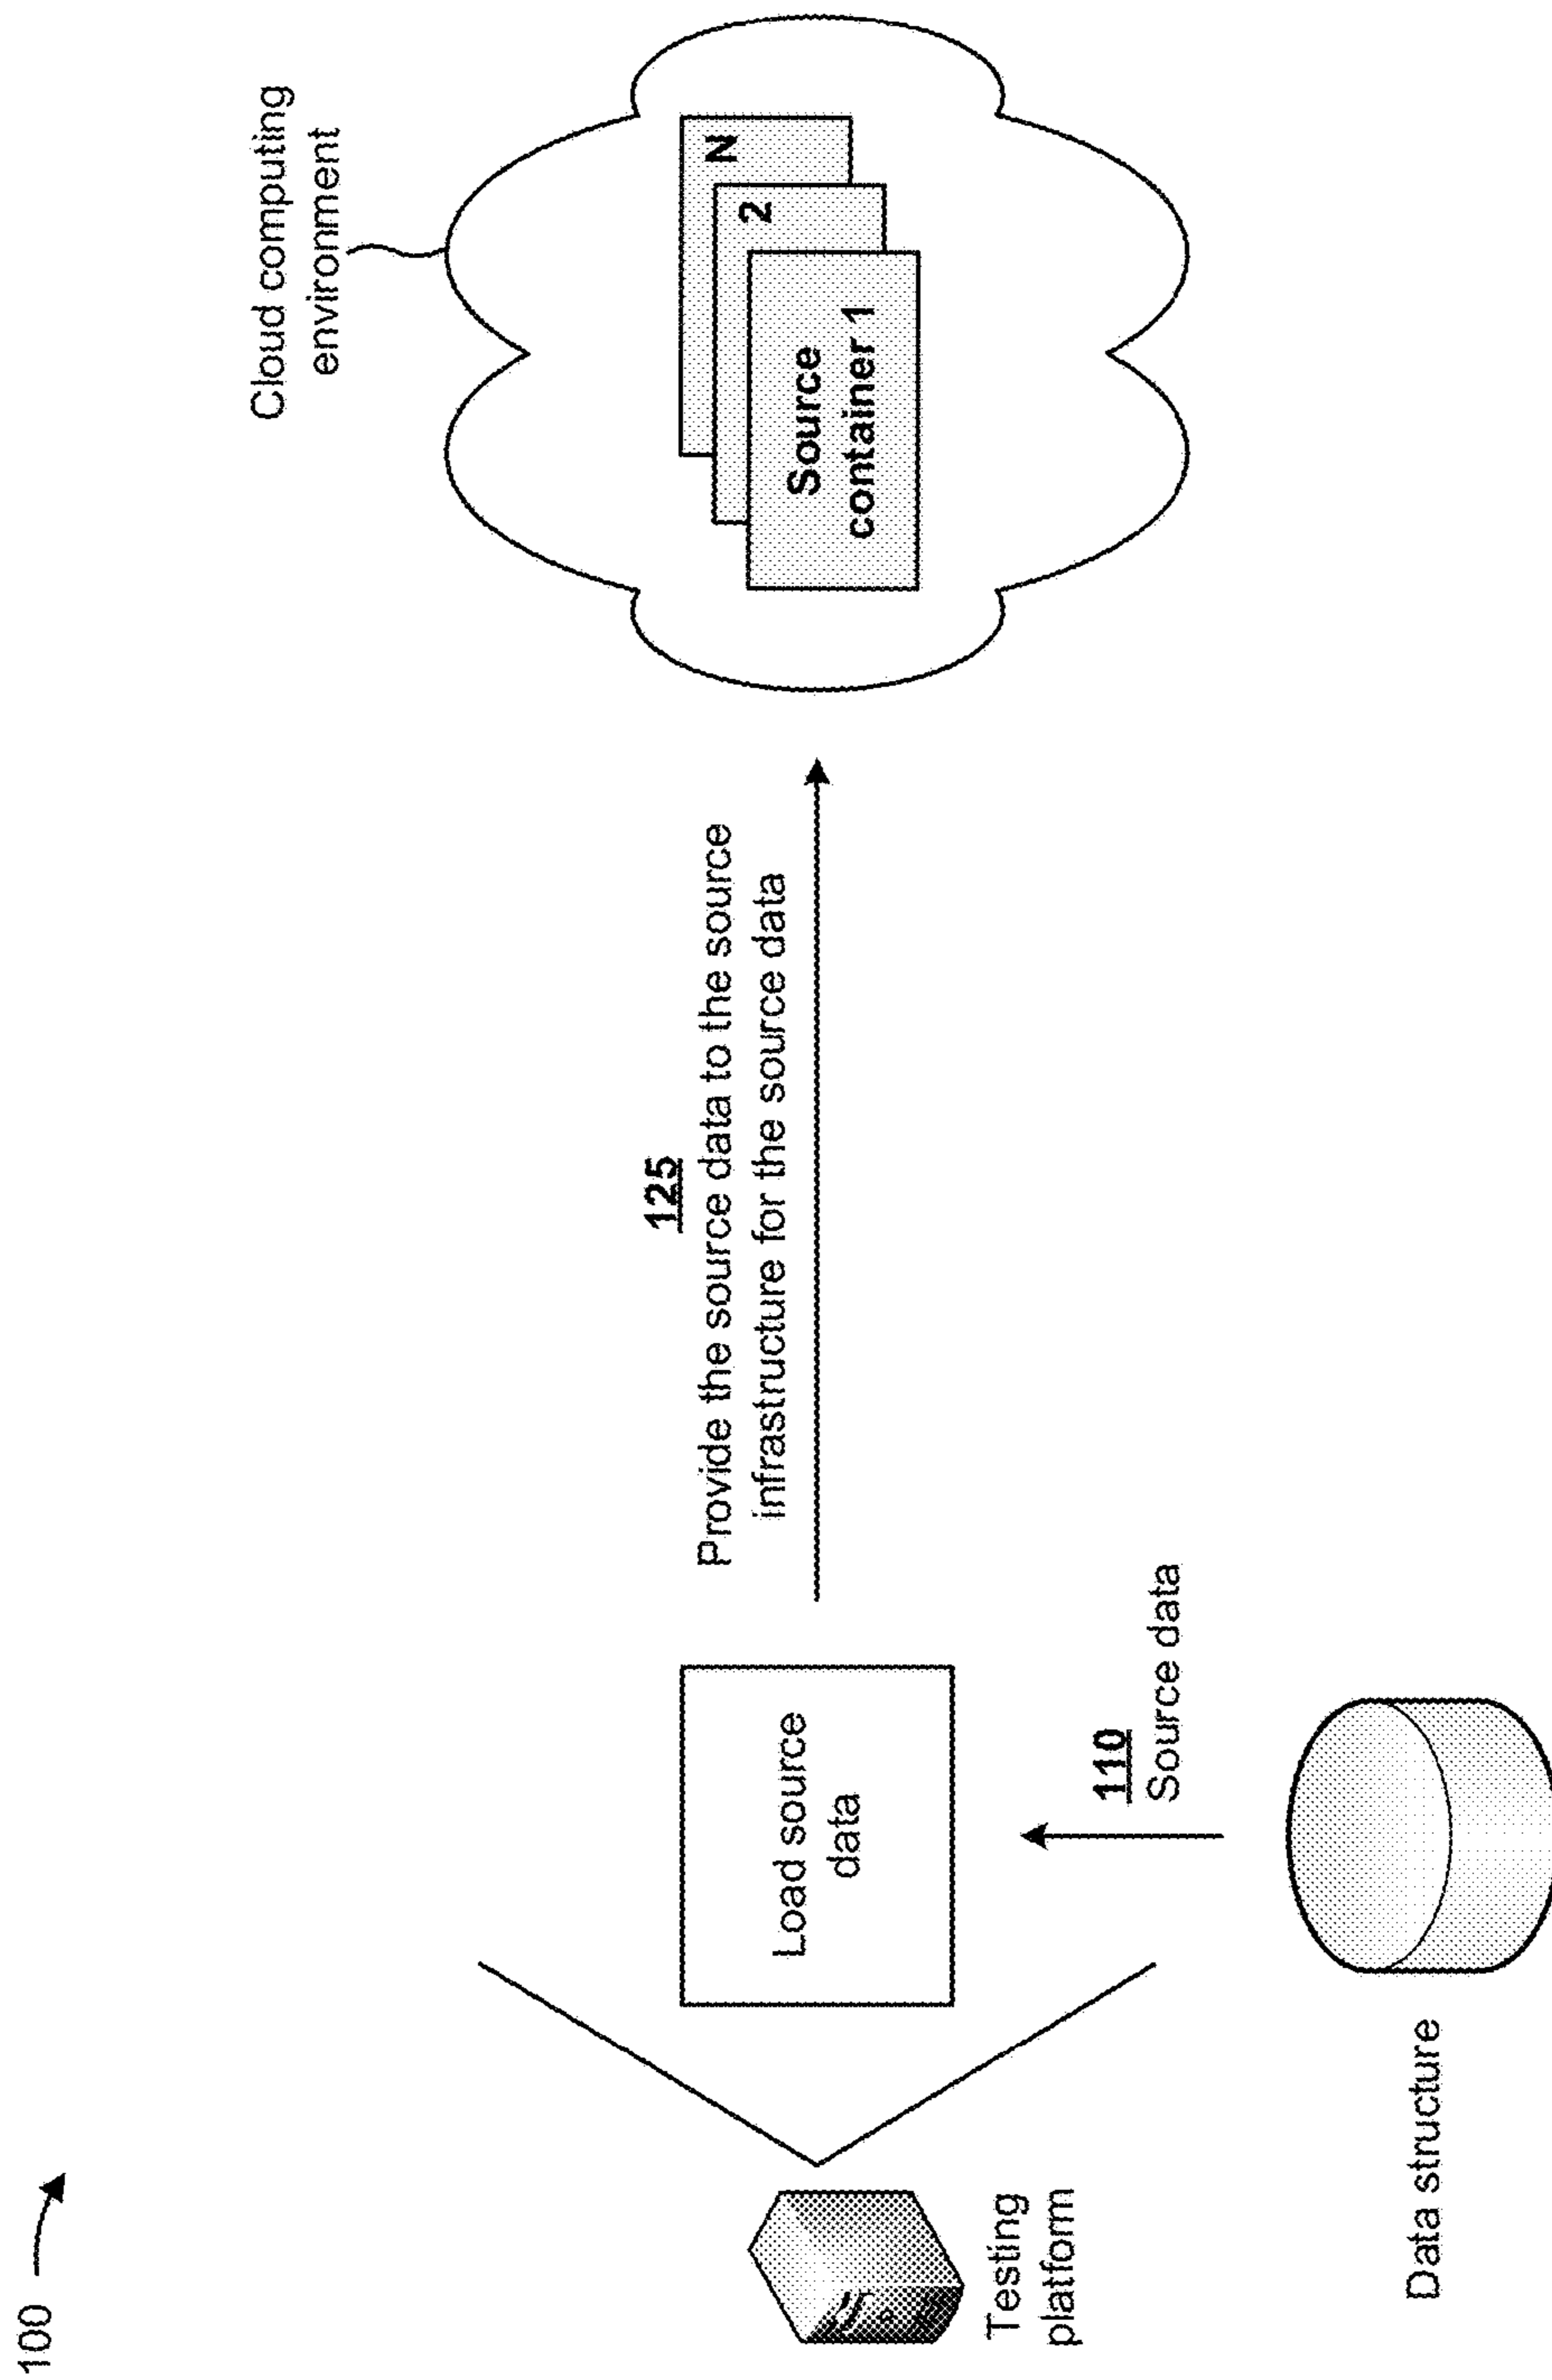 100
Cloud computing
environment
N
2
Source
container 1
125
Provide the source data to the source
infrastructure for the source data
Load source
data
110
Source data
Testing
platform
Data structure